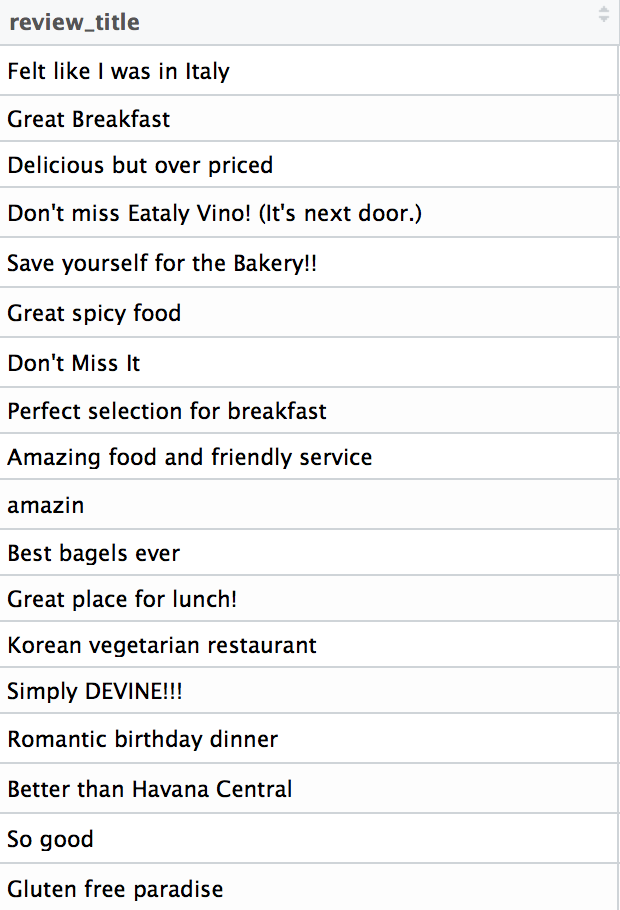 review_title
Felt like I was in Italy
Great Breakfast
Delicious but over priced
Don't miss Eataly Vino! (It's next door.)
Save yourself for the Bakery!!
Great spicy food
Don't Miss It
Perfect selection for breakfast
Amazing food and friendly service
amazin
Best bagels ever
Great place for lunch!
Korean vegetarian restaurant
Simply DEVINE!!!
Romantic birthday dinner
Better than Havana Central
So good
Gluten free paradise